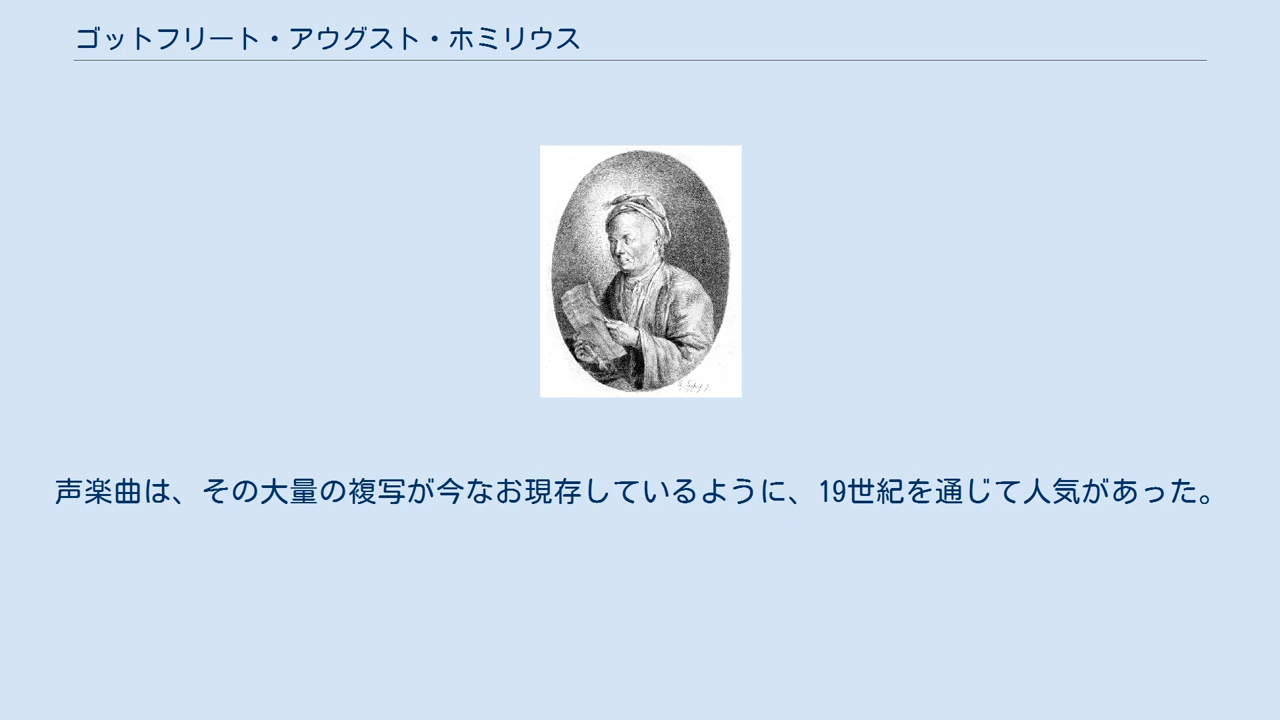 ゴットフリート・アウグスト・ホミリウス
声楽曲は、その大量の複写が今なお現存しているように、19世紀を通じて人気があった。